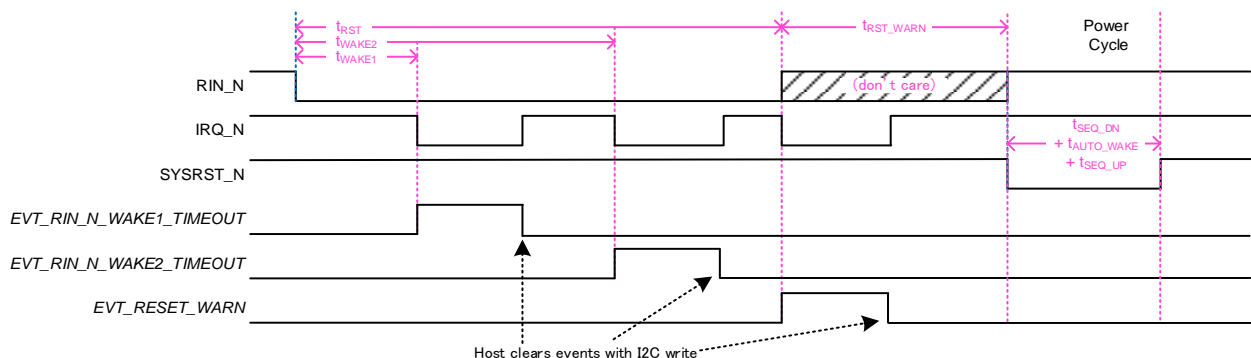 tRST
tRST_WARN
Power
Cycle
tWAKE2
tWAKE1
RIN_N
(don't care)
IRQ_N
tSEQ_DN
+ tAUTO_WAKE
+ tSEQ_UP
SYSRST_N
EVT_RIN_N_WAKE1_TIMEOUT
EVT_RIN_N_WAKE2_TIMEOUT
EVT_RESET_WARN
Host clears events with I2C write